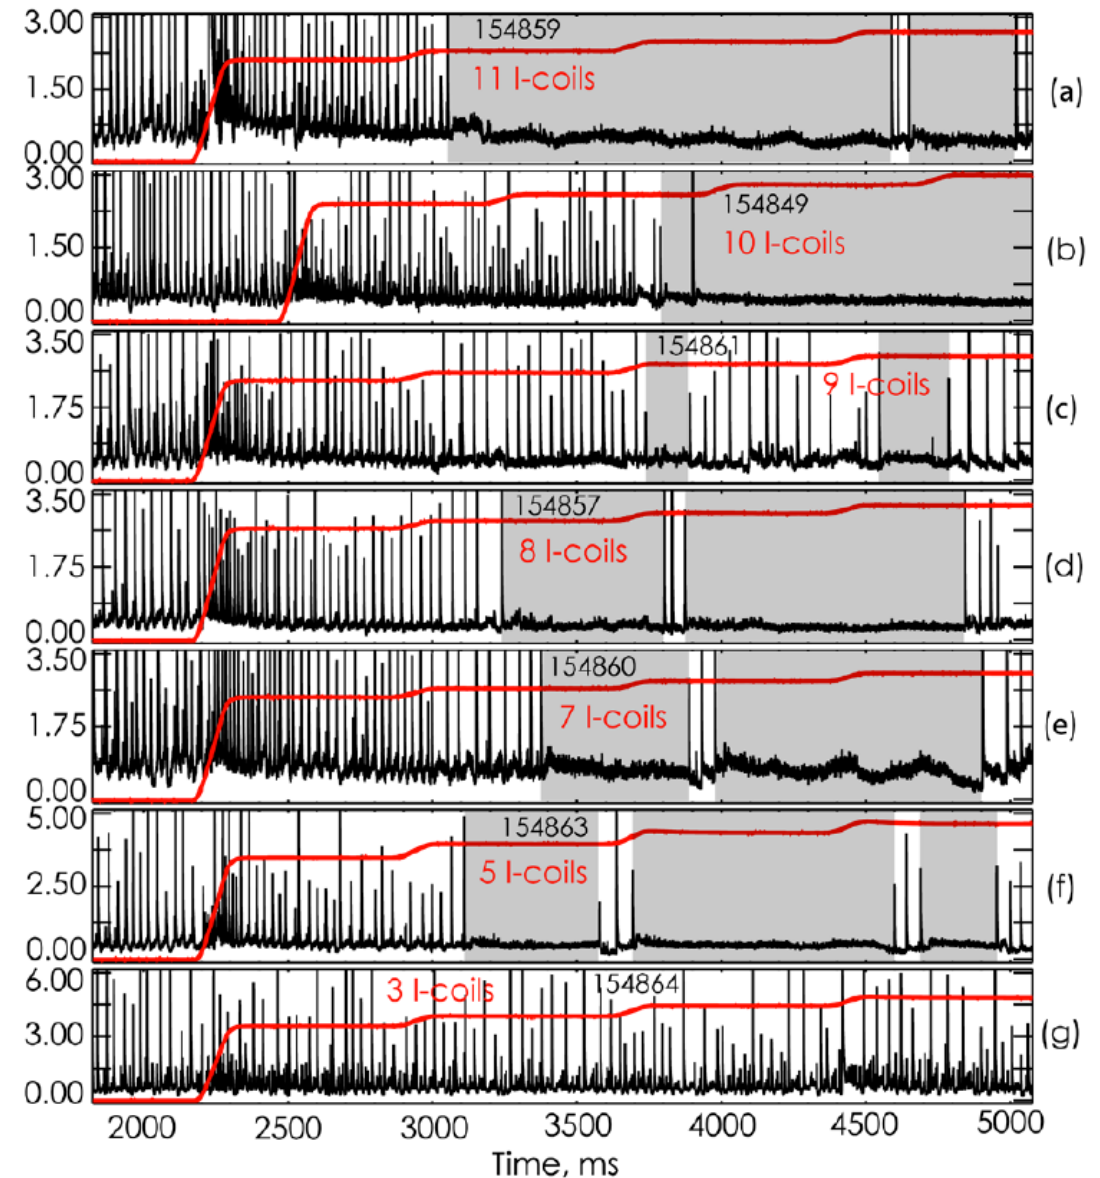 3.00
154859
11 I-coils
1.50
(a)
0.00
3.00
154849
1.50
10 I-coils
(b)
0.00
3.50
154861
9 I-coils
1.75
(c)
0.00
3.50
154857
8 I-coils
1.75
(d)
0.00
3.50
154860
7 I-coils
1.75
(e)
0.00
5.00
154863
5 I-coils
2.50
(f)
0.00
6.00
3 I-coils
154864
3.00
(g)
0.00
2000 2500 3000 3500 4000 4500 5000
Time, ms